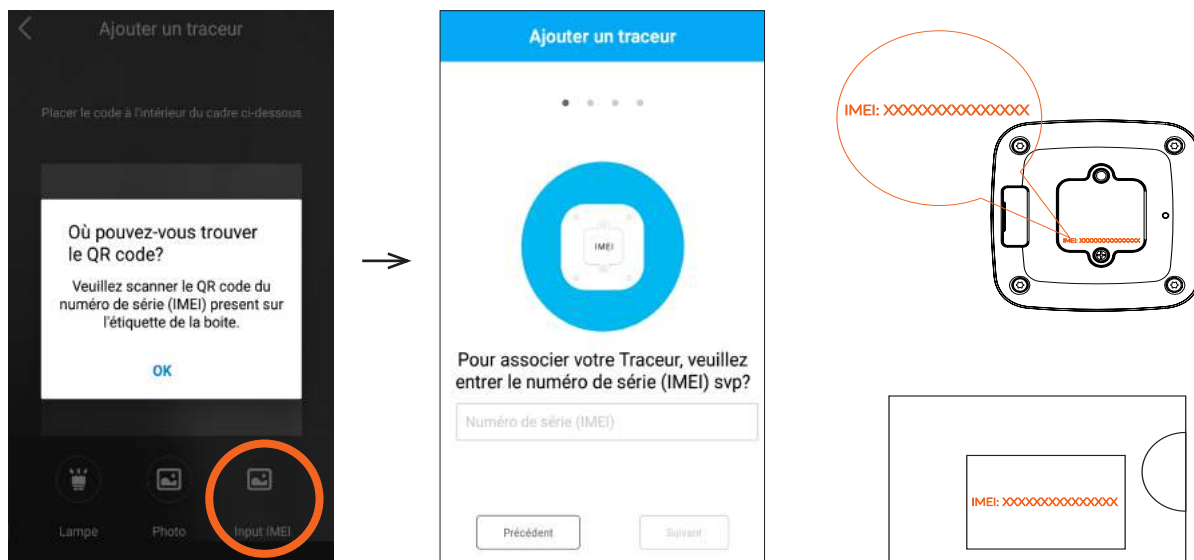 Ajouter un traceur
Placer le code à l'intérieur du cadre ci-dessous
Où pouvez-vous trouver
le QR code?
Veuillez scanner le QR code du
numéro de série (IMEI) present sur
l'étiquette de la boite.
OK
Lampe
Photo
Input IMEI
Ajouter un traceur
IMEI
Pour associer votre Traceur, veuillez
entrer le numéro de série (IMEI) svp?
Numéro de série (IMEI)
Précédent
Suivant
IMEI: XXXXXXXXXXXXXXX
IMEI: XXXXXXXXXXXXXXX
IMEI: XXXXXXXXXXXXXXX